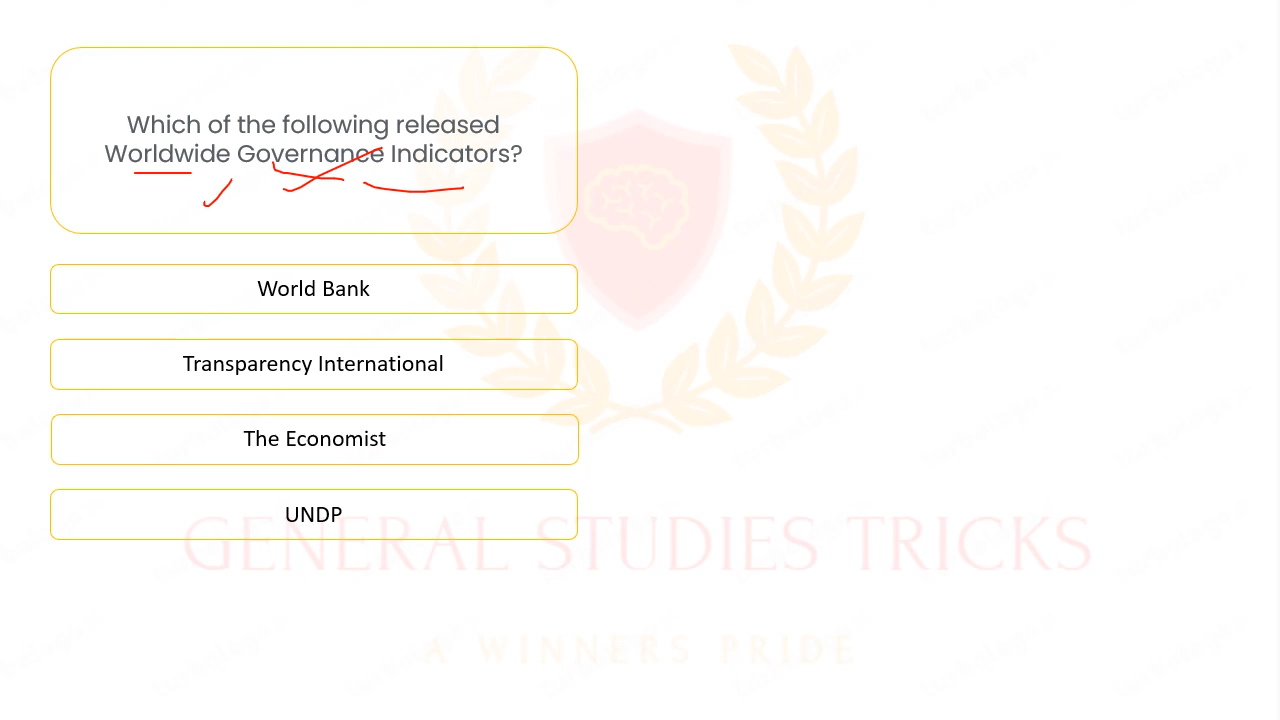 Which of the following released
Worldwide Governance Indicators?
World Bank
Transparency International
The Economist
UNDP
GENERAL STUDIES TRICKS
A WINNERS PRIDE